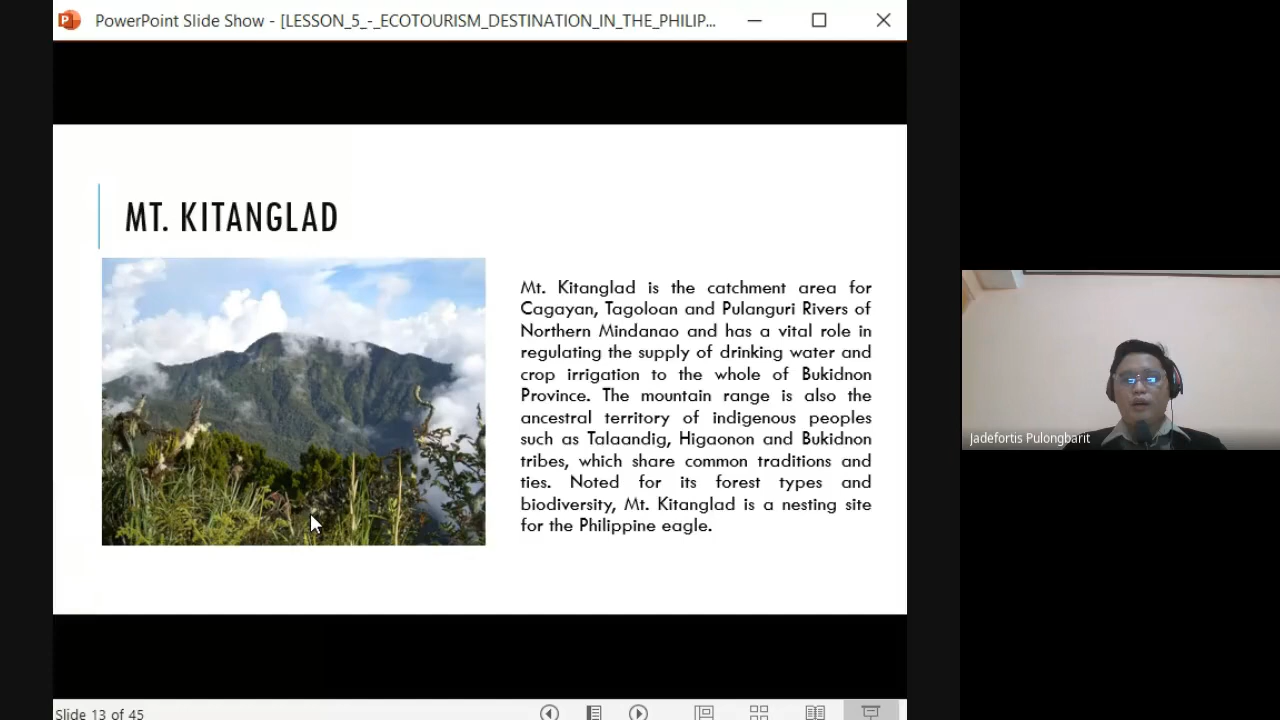 PowerPoint Slide Show - [LESSON_5_-_ECOTOURISM_DESTINATION_IN_THE_PHILIP...
MT. KITANGLAD
Mt. Kitanglad is the catchment area for
Cagayan, Tagoloan and Pulanguri Rivers of
Northern Mindanao and has a vital role in
regulating the supply of drinking water and
crop irrigation to the whole of Bukidnon
Province. The mountain range is also the
ancestral territory of indigenous peoples
such as Talaandig, Higaonon and Bukidnon
tribes, which share common traditions and
ties. Noted for its forest types and
biodiversity, Mt. Kitanglad is a nesting site
for the Philippine eagle.
Jadefortis Pulongbarit
Slide 13 of 45